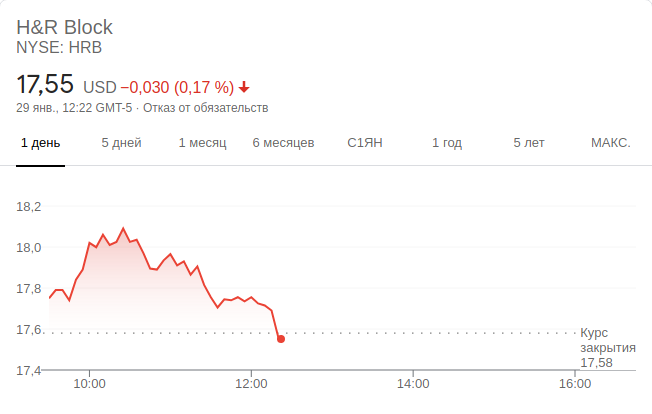 H&R Block
NYSE: HRB
17,55 USD −0,030 (0,17 %)
29 янв., 12:22 GMT-5 · Отказ от обязательств
1 день 5 дней 1 месяц 6 месяцев С1ЯН 1 год 5 лет МАКС.
18,2
18,0
17,8
17,6
17,4
Курс
закрытия
17,58
10:00 12:00 14:00 16:00